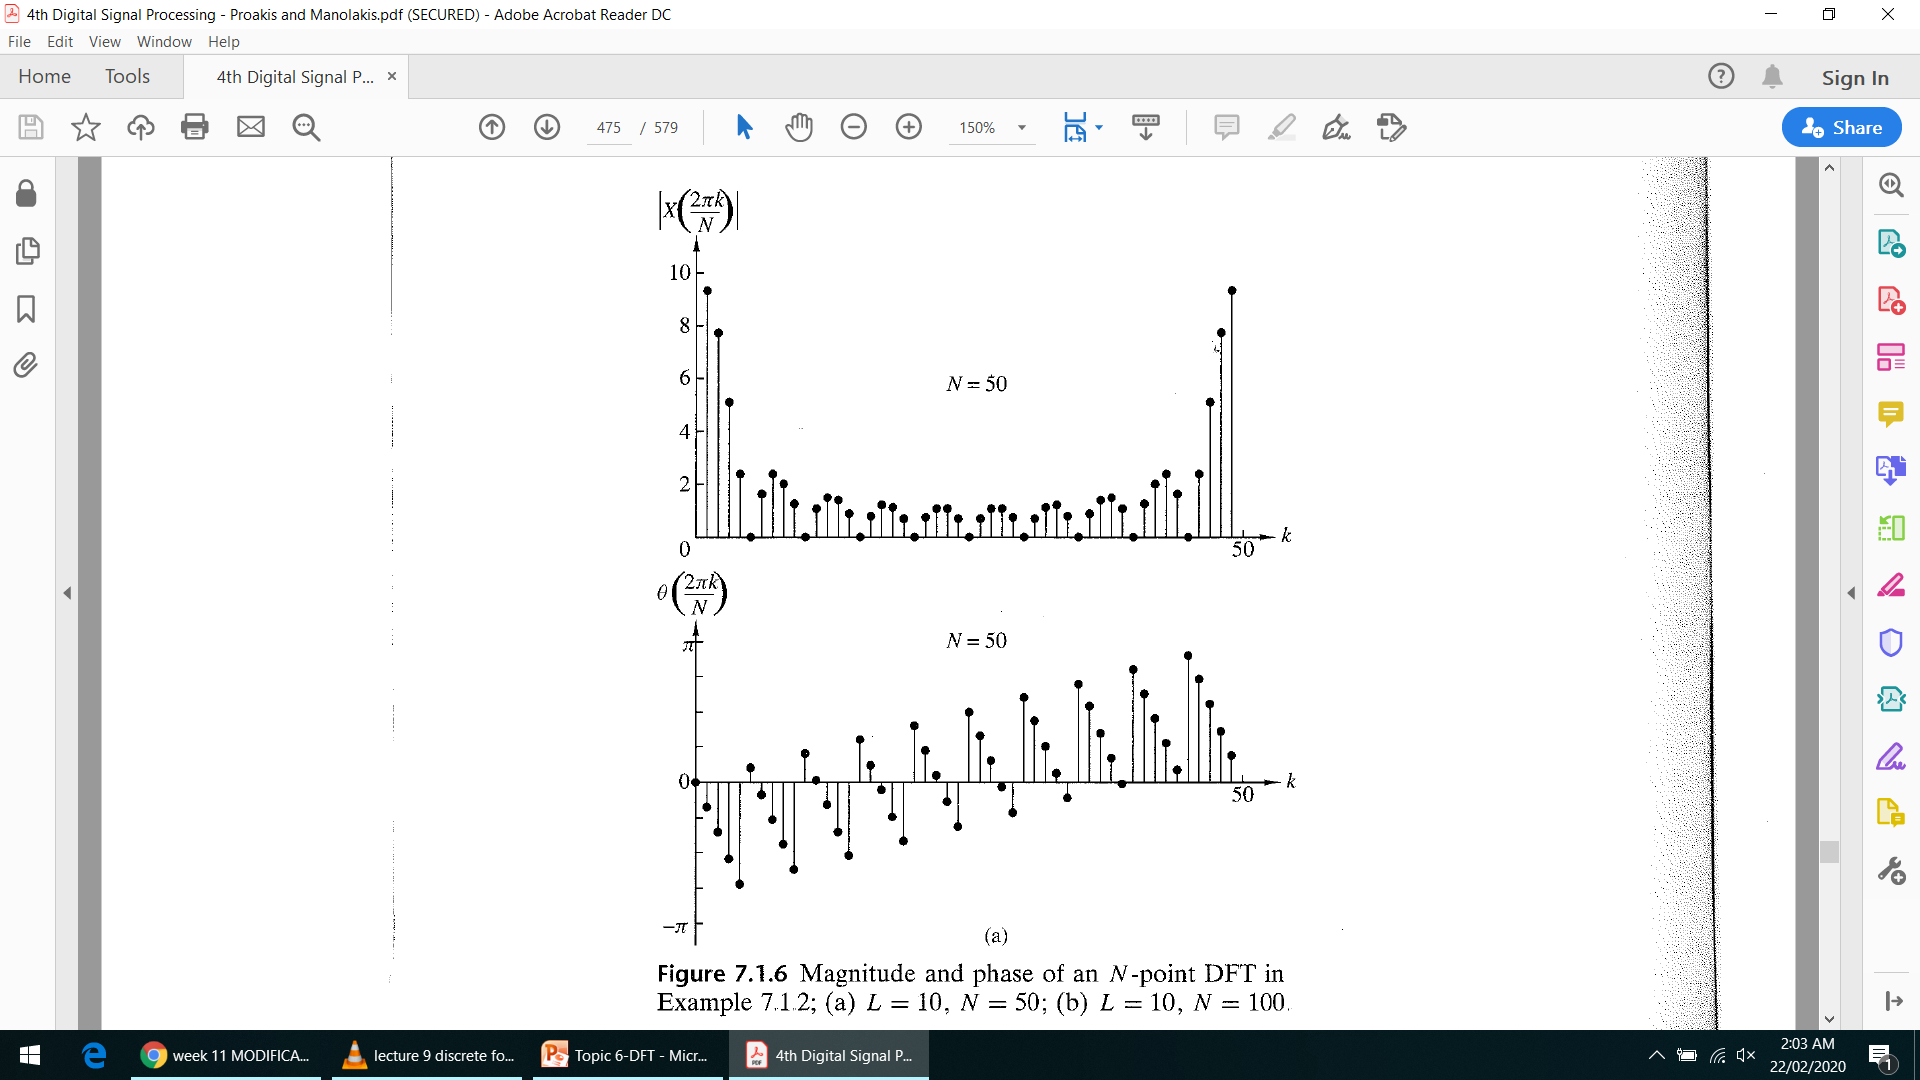 4th Digital Signal Processing - Proakis and Manolakis.pdf (SECURED) - Adobe Acrobat Reader DC
File Edit View Window Help
Home Tools 4th Digital Signal P... ×
? Sign In
475 / 579 150% Share
|X(2πk/N)|
10
8
6
N = 50
4
2
0 50 k
θ(2πk/N)
π N = 50
0 50 k
−π
(a)
Figure 7.1.6 Magnitude and phase of an N-point DFT in
Example 7.1.2; (a) L = 10, N = 50; (b) L = 10, N = 100.
week 11 MODIFICA... lecture 9 discrete fo... Topic 6-DFT - Micr... PDF 4th Digital Signal P...
2:03 AM
22/02/2020
1